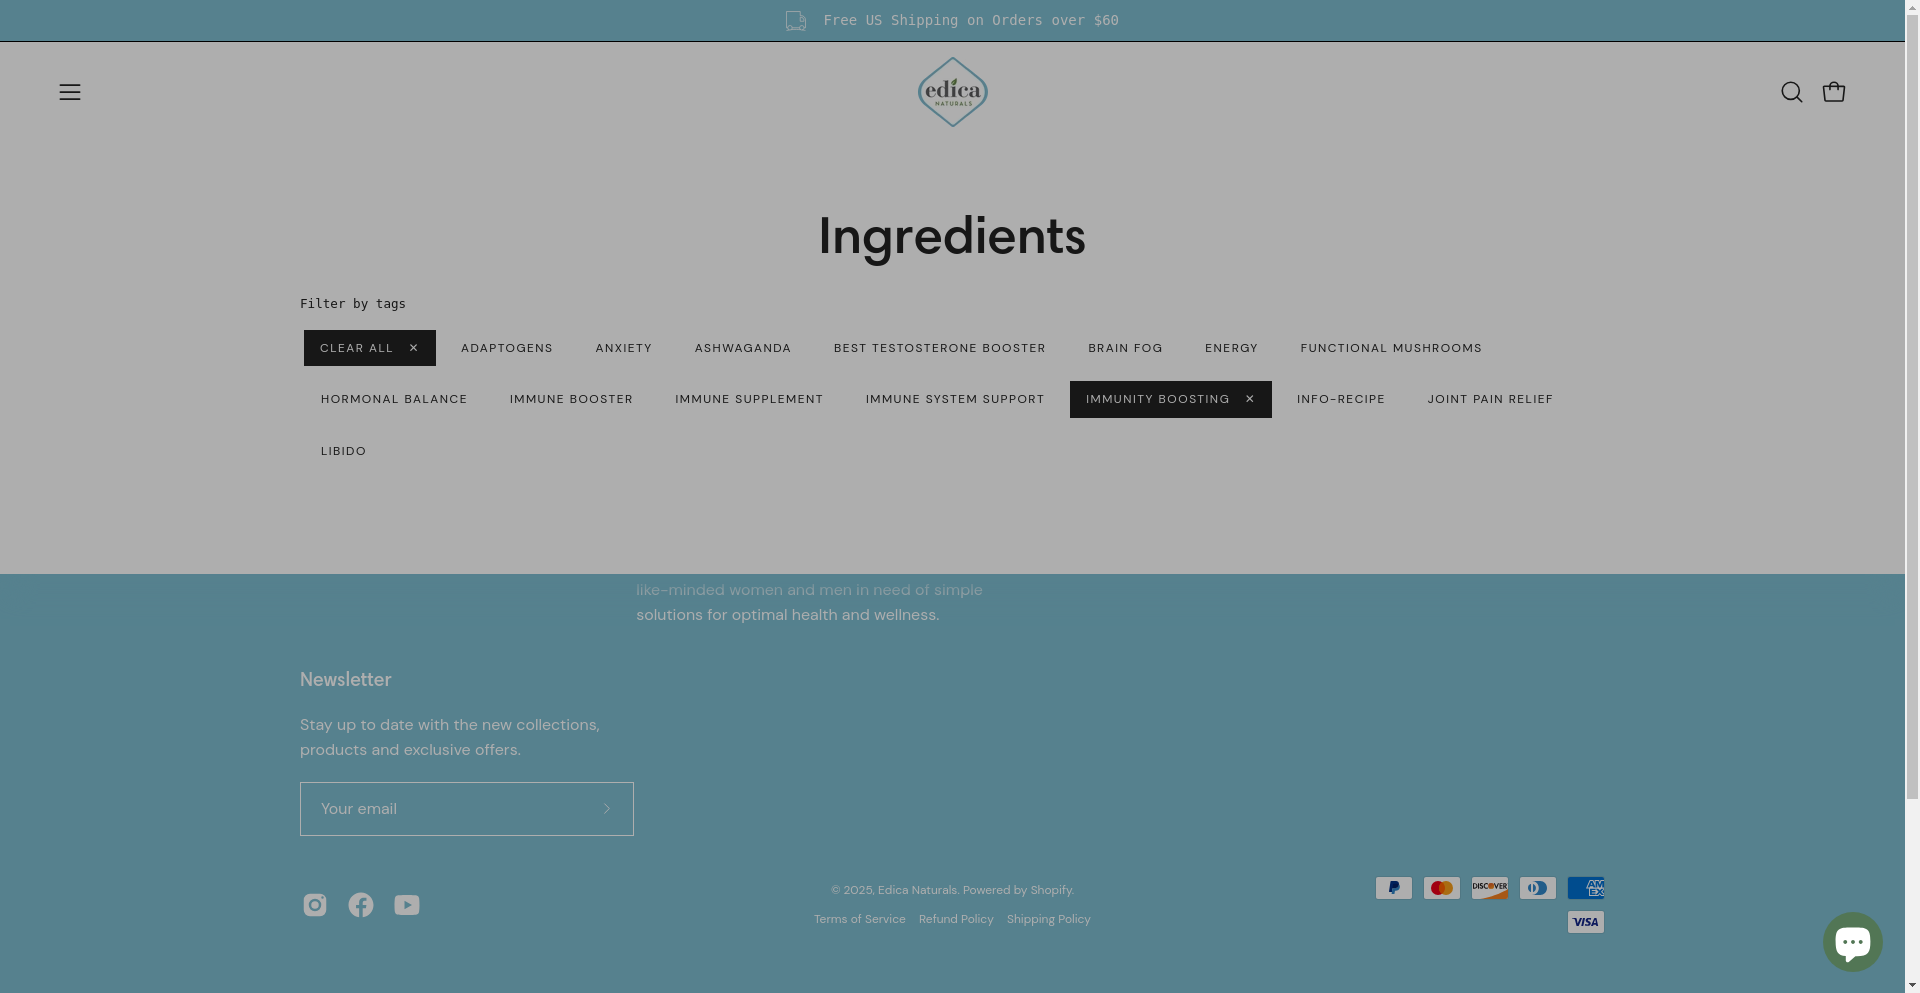 Free US Shipping on Orders over $60
edica
NATURALS
Ingredients
Filter by tags
CLEAR ALL ✕
ADAPTOGENS
ANXIETY
ASHWAGANDA
BEST TESTOSTERONE BOOSTER
BRAIN FOG
ENERGY
FUNCTIONAL MUSHROOMS
HORMONAL BALANCE
IMMUNE BOOSTER
IMMUNE SUPPLEMENT
IMMUNE SYSTEM SUPPORT
IMMUNITY BOOSTING ✕
INFO-RECIPE
JOINT PAIN RELIEF
LIBIDO
like-minded women and men in need of simple
solutions for optimal health and wellness.
Newsletter
Stay up to date with the new collections,
products and exclusive offers.
Your email
© 2025, Edica Naturals. Powered by Shopify.
Terms of Service Refund Policy Shipping Policy
DISCOVER
AM
EX
VISA